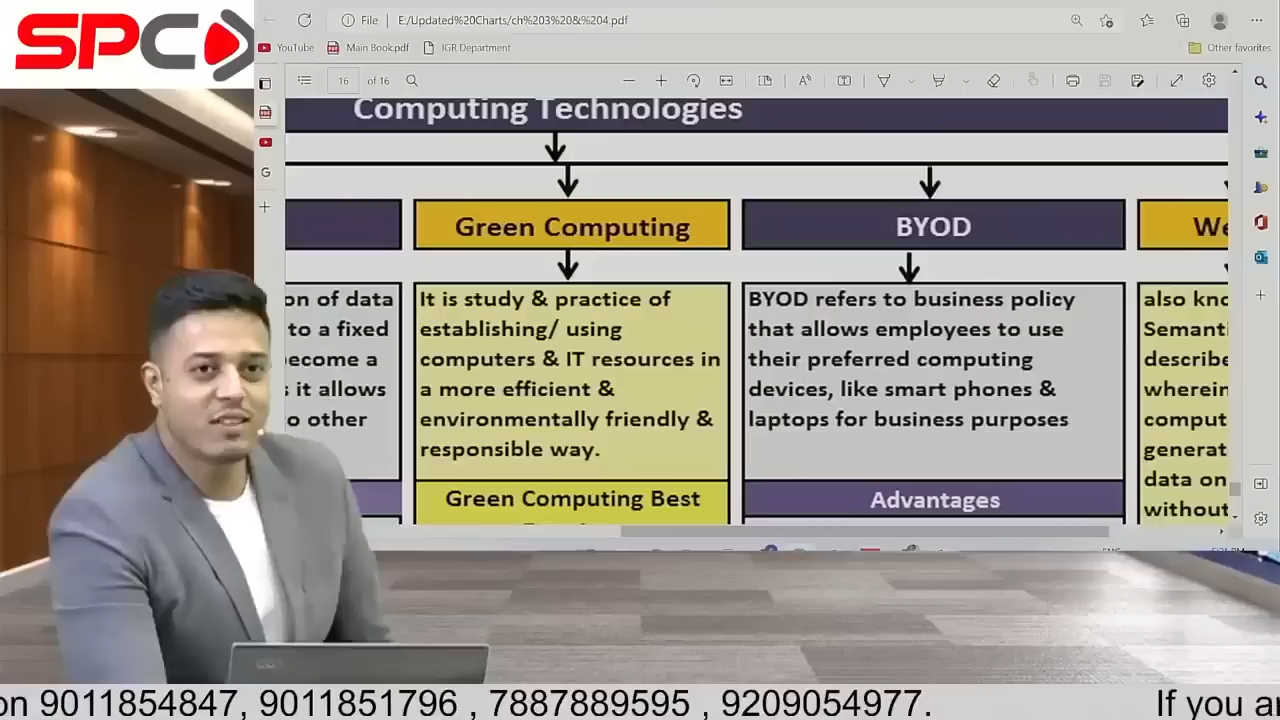 SPC
File
E:/Updated%20Charts/ch%203%20&%204.pdf
YouTube
Main Book.pdf
IGR Department
Other favorites
16
of 16
Computing Technologies
Green Computing
BYOD
We
on of data
to a fixed
ecome a
s it allows
o other
It is study & practice of
establishing/ using
computers & IT resources in
a more efficient &
environmentally friendly &
responsible way.
Green Computing Best
BYOD refers to business policy
that allows employees to use
their preferred computing
devices, like smart phones &
laptops for business purposes
Advantages
also kno
Semanti
describe
wherein
comput
generat
data on
without
on 9011854847, 9011851796 , 7887889595 , 9209054977.
If you a